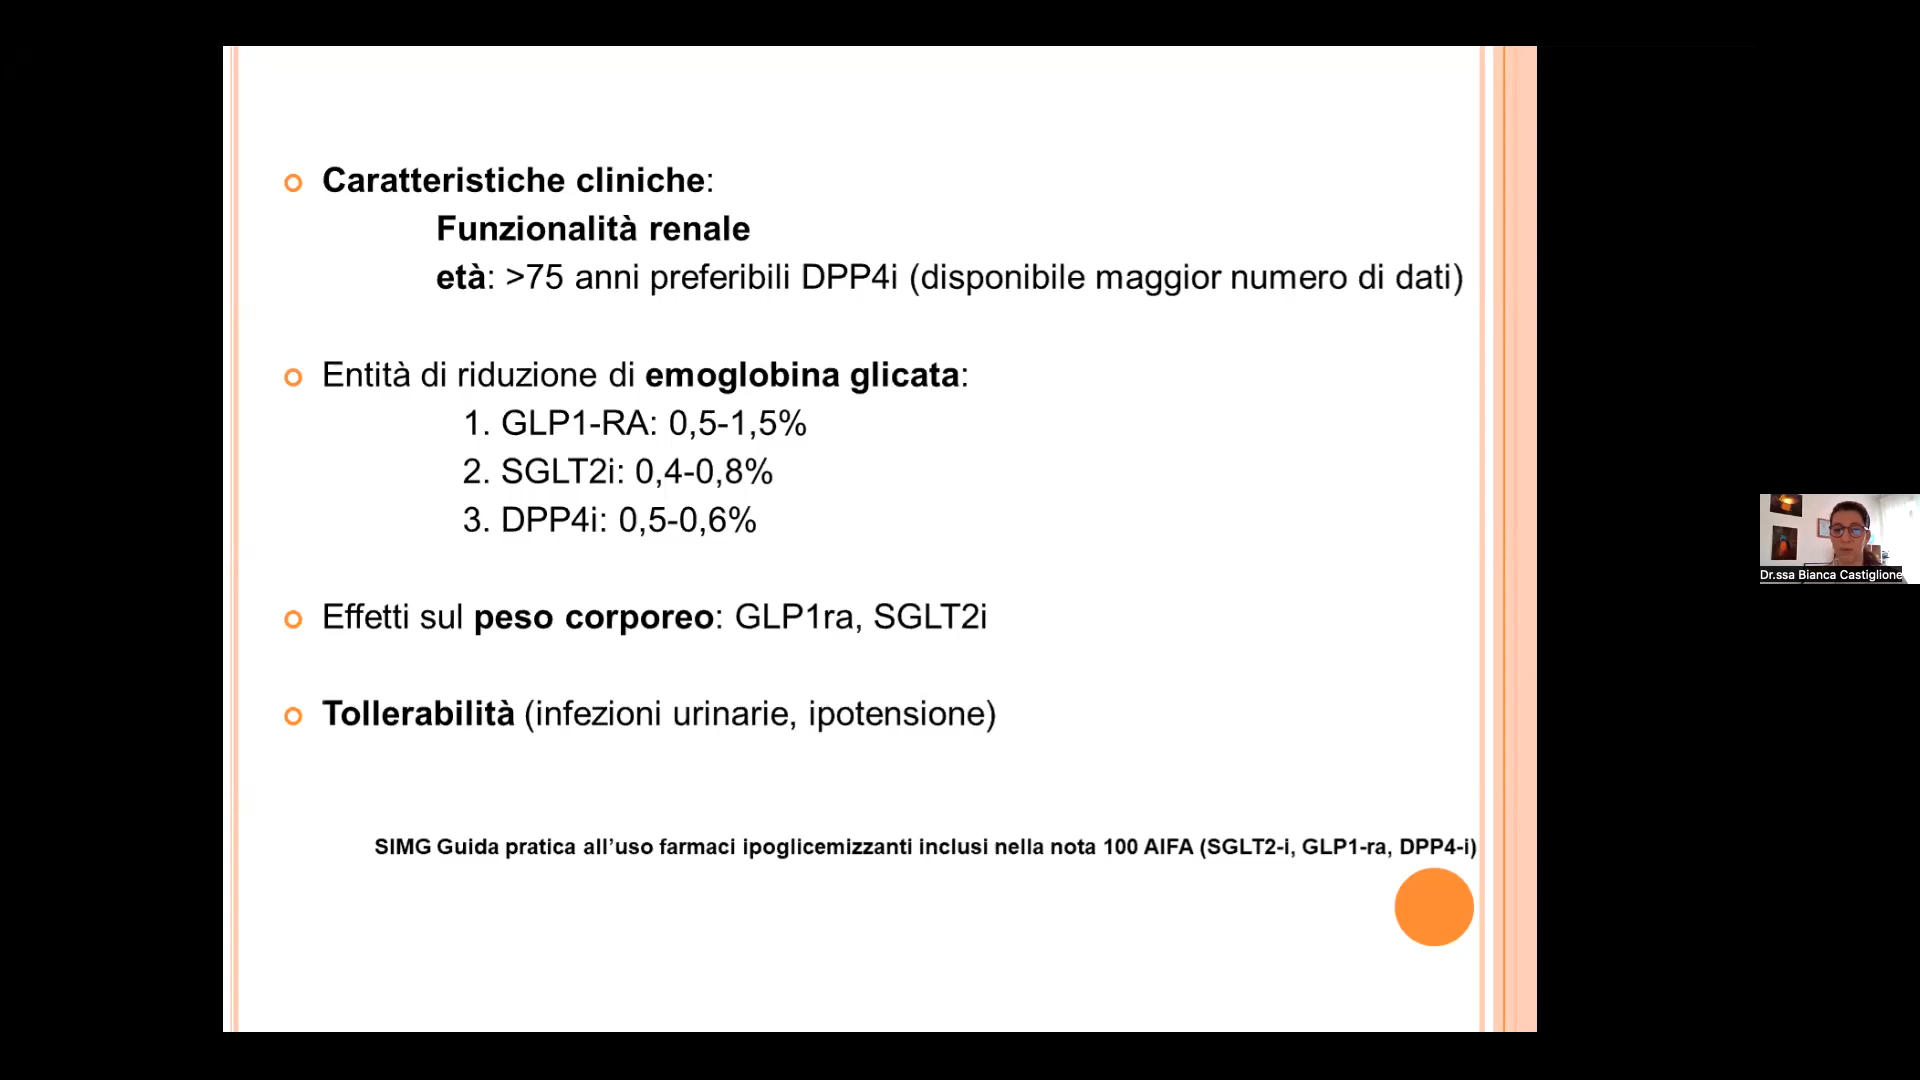 Caratteristiche cliniche:
Funzionalità renale
età: >75 anni preferibili DPP4i (disponibile maggior numero di dati)
Entità di riduzione di emoglobina glicata:
1. GLP1-RA: 0,5-1,5%
2. SGLT2i: 0,4-0,8%
3. DPP4i: 0,5-0,6%
Effetti sul peso corporeo: GLP1ra, SGLT2i
Tollerabilità (infezioni urinarie, ipotensione)
SIMG Guida pratica all’uso farmaci ipoglicemizzanti inclusi nella nota 100 AIFA (SGLT2-i, GLP1-ra, DPP4-i)
Dr.ssa Bianca Castiglione